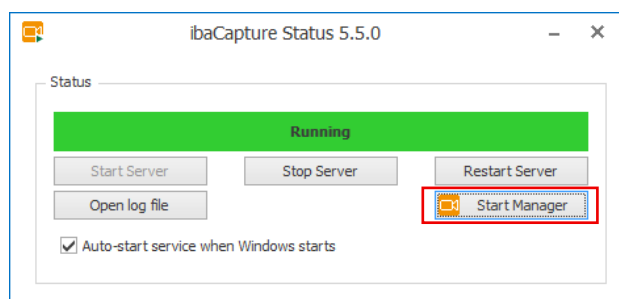 ibaCapture Status 5.5.0
Status
Running
Start Server Stop Server Restart Server
Open log file Start Manager
Auto-start service when Windows starts